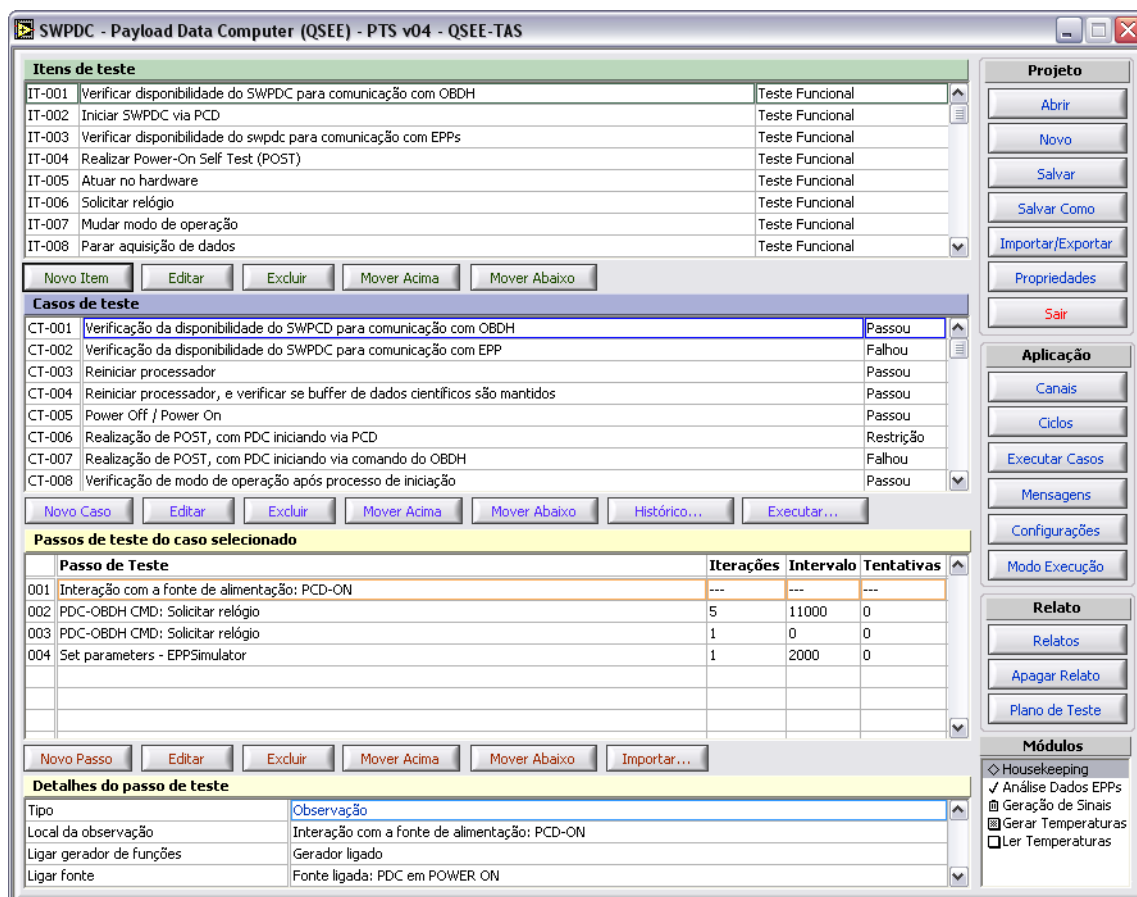 SWPDC - Payload Data Computer (QSEE) - PTS v04 - QSEE-TAS
Itens de teste
IT-001 Verificar disponibilidade do SWPDC para comunicação com OBDH Teste Funcional
IT-002 Iniciar SWPDC via PCD Teste Funcional
IT-003 Verificar disponibilidade do swpdc para comunicação com EPPs Teste Funcional
IT-004 Realizar Power-On Self Test (POST) Teste Funcional
IT-005 Atuar no hardware Teste Funcional
IT-006 Solicitar relógio Teste Funcional
IT-007 Mudar modo de operação Teste Funcional
IT-008 Parar aquisição de dados Teste Funcional
Novo Item Editar Excluir Mover Acima Mover Abaixo
Casos de teste
CT-001 Verificação da disponibilidade do SWPCD para comunicação com OBDH Passou
CT-002 Verificação da disponibilidade do SWPDC para comunicação com EPP Falhou
CT-003 Reiniciar processador Passou
CT-004 Reiniciar processador, e verificar se buffer de dados científicos são mantidos Passou
CT-005 Power Off / Power On Passou
CT-006 Realização de POST, com PDC iniciando via PCD Restrição
CT-007 Realização de POST, com PDC iniciando via comando do OBDH Falhou
CT-008 Verificação de modo de operação após processo de iniciação Passou
Novo Caso Editar Excluir Mover Acima Mover Abaixo Histórico... Executar...
Passos de teste do caso selecionado
Passo de Teste Iterações Intervalo Tentativas
001 Interação com a fonte de alimentação: PCD-ON --- --- ---
002 PDC-OBDH CMD: Solicitar relógio 5 11000 0
003 PDC-OBDH CMD: Solicitar relógio 1 0 0
004 Set parameters - EPPSimulator 1 2000 0
Novo Passo Editar Excluir Mover Acima Mover Abaixo Importar...
Detalhes do passo de teste
Tipo Observação
Local da observação Interação com a fonte de alimentação: PCD-ON
Ligar gerador de funções Gerador ligado
Ligar fonte Fonte ligada: PDC em POWER ON
Projeto
Abrir
Novo
Salvar
Salvar Como
Importar/Exportar
Propriedades
Sair
Aplicação
Canais
Ciclos
Executar Casos
Mensagens
Configurações
Modo Execução
Relato
Relatos
Apagar Relato
Plano de Teste
Módulos
Housekeeping
Análise Dados EPPs
Geração de Sinais
Gerar Temperaturas
Ler Temperaturas